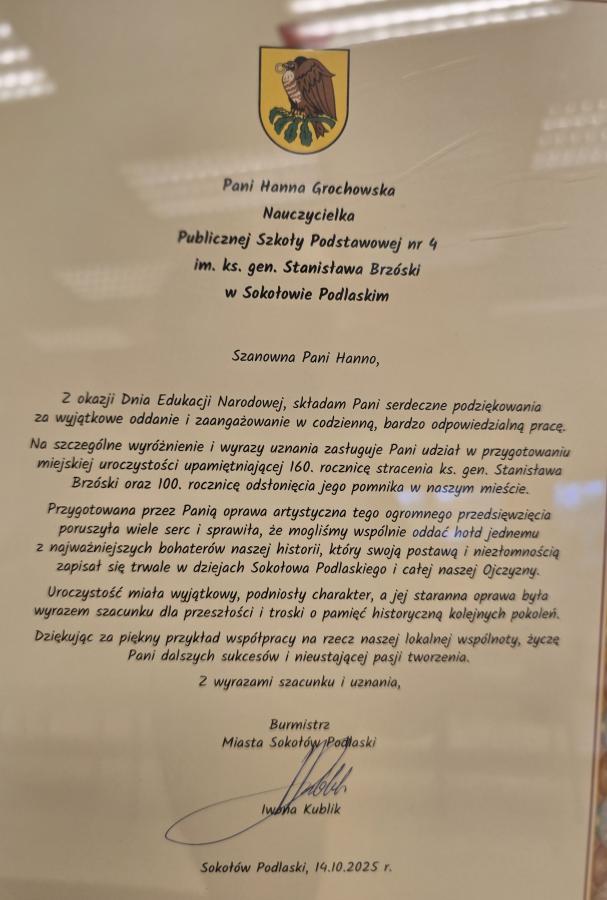 Pani Hanna Grochowska
Nauczycielka
Publicznej Szkoły Podstawowej nr 4
im. ks. gen. Stanisława Brzóski
w Sokołowie Podlaskim
Szanowna Pani Hanno,
Z okazji Dnia Edukacji Narodowej, składam Pani serdeczne podziękowania
za wyjątkowe oddanie i zaangażowanie w codzienną, bardzo odpowiedzialną pracę.
Na szczególne wyróżnienie i wyrazy uznania zasługuje Pani udział w przygotowaniu
miejskiej uroczystości upamiętniającej 160. rocznicę stracenia ks. gen. Stanisława
Brzóski oraz 100. rocznicę odsłonięcia jego pomnika w naszym mieście.
Przygotowana przez Panią oprawa artystyczna tego ogromnego przedsięwzięcia
poruszyła wiele serc i sprawiła, że mogliśmy wspólnie oddać hołd jednemu
z najważniejszych bohaterów naszej historii, który swoją postawą i niezłomnością
zapisał się trwale w dziejach Sokołowa Podlaskiego i całej naszej Ojczyzny.
Uroczystość miała wyjątkowy, podniosły charakter, a jej staranna oprawa była
wyrazem szacunku dla przeszłości i troski o pamięć historyczną kolejnych pokoleń.
Dziękując za piękny przykład współpracy na rzecz naszej lokalnej wspólnoty, życzę
Pani dalszych sukcesów i nieustającej pasji tworzenia.
Z wyrazami szacunku i uznania,
Burmistrz
Miasta Sokołów Podlaski
Iwona Kublik
Sokołów Podlaski, 14.10.2025 r.